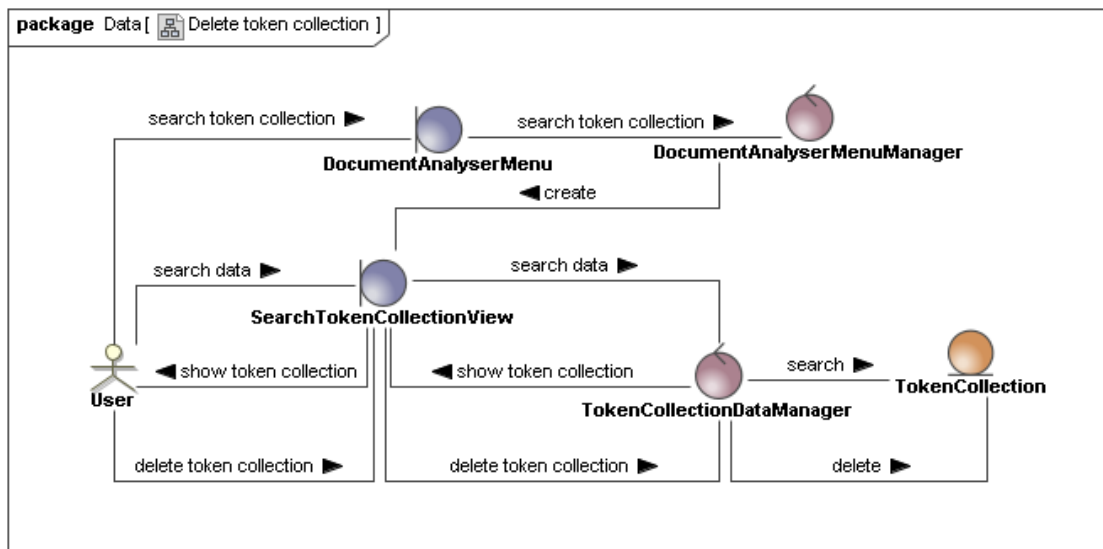 package Data [ Delete token collection ]
search token collection
search token collection
DocumentAnalyserMenu
DocumentAnalyserMenuManager
create
search data
search data
SearchTokenCollectionView
show token collection
show token collection
search
User
TokenCollectionDataManager
TokenCollection
delete token collection
delete token collection
delete